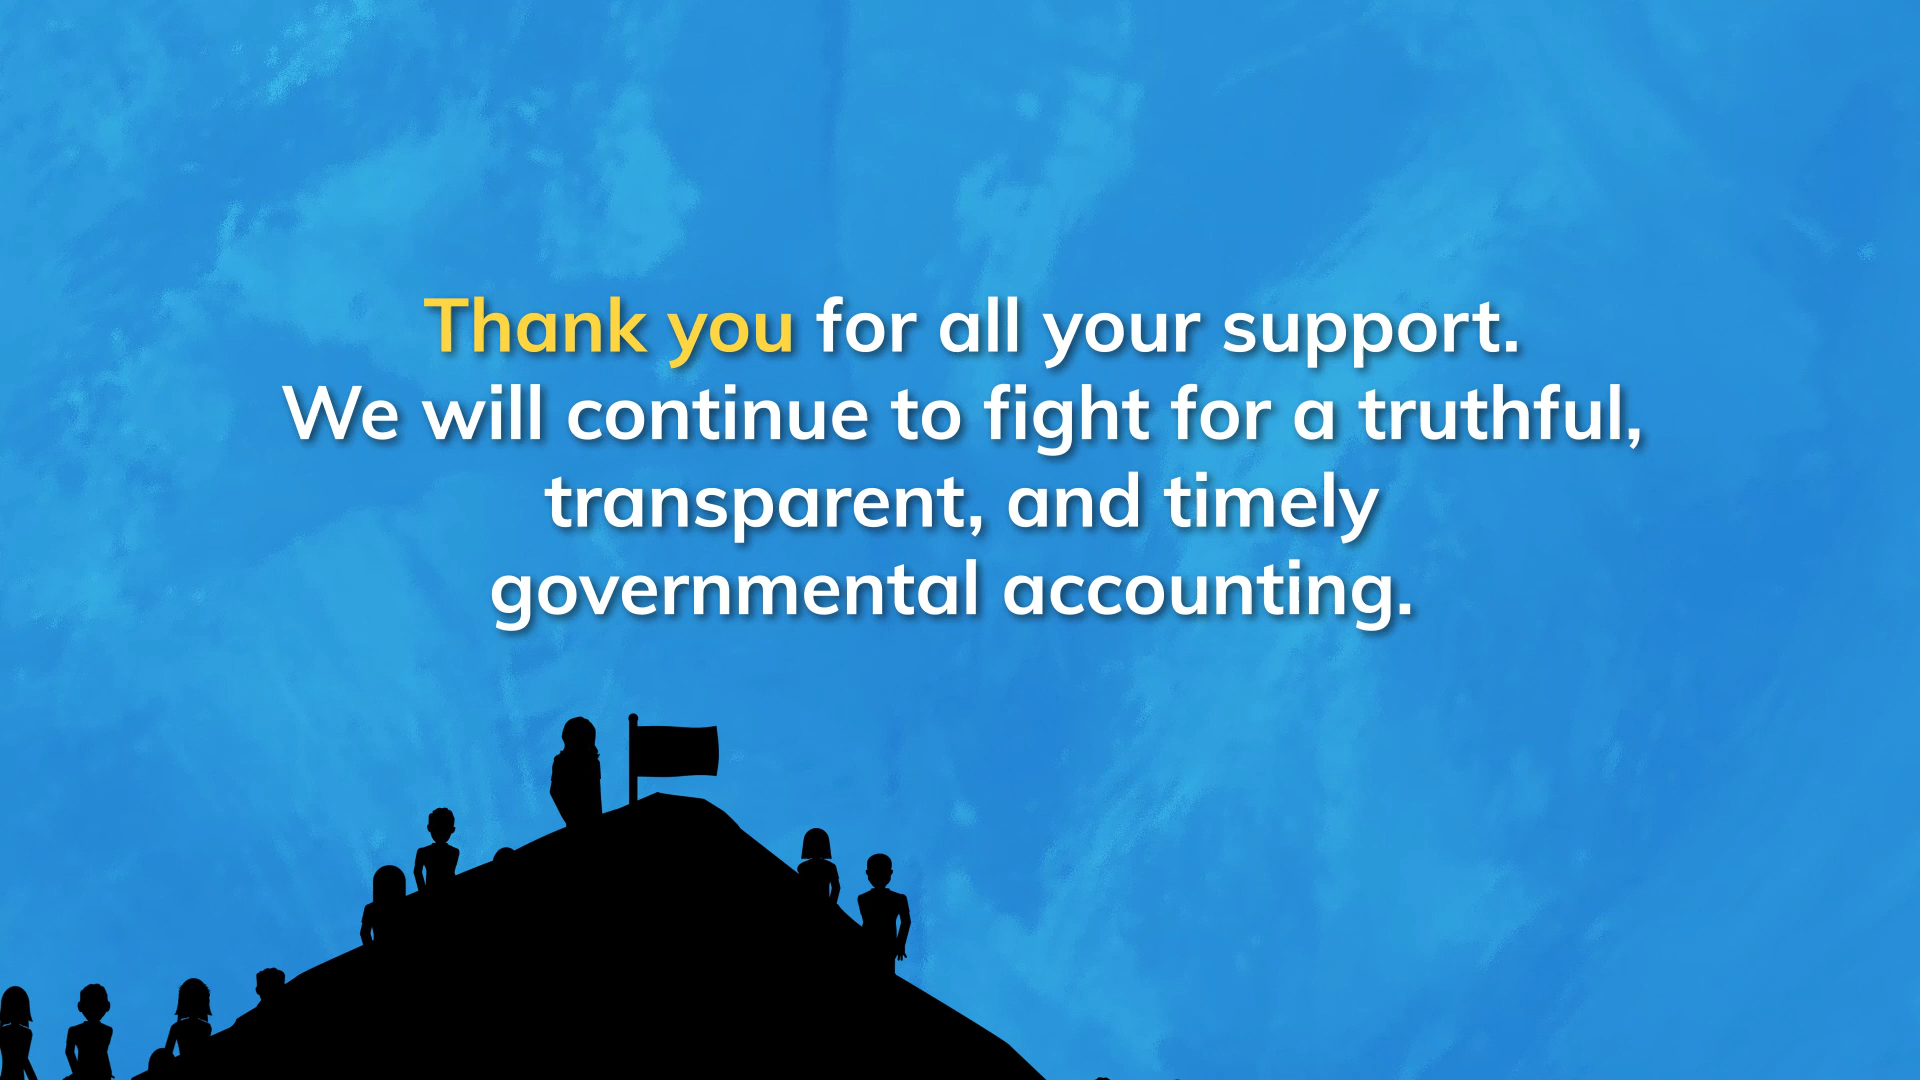 Thank you for all your support.
We will continue to fight for a truthful,
transparent, and timely
governmental accounting.